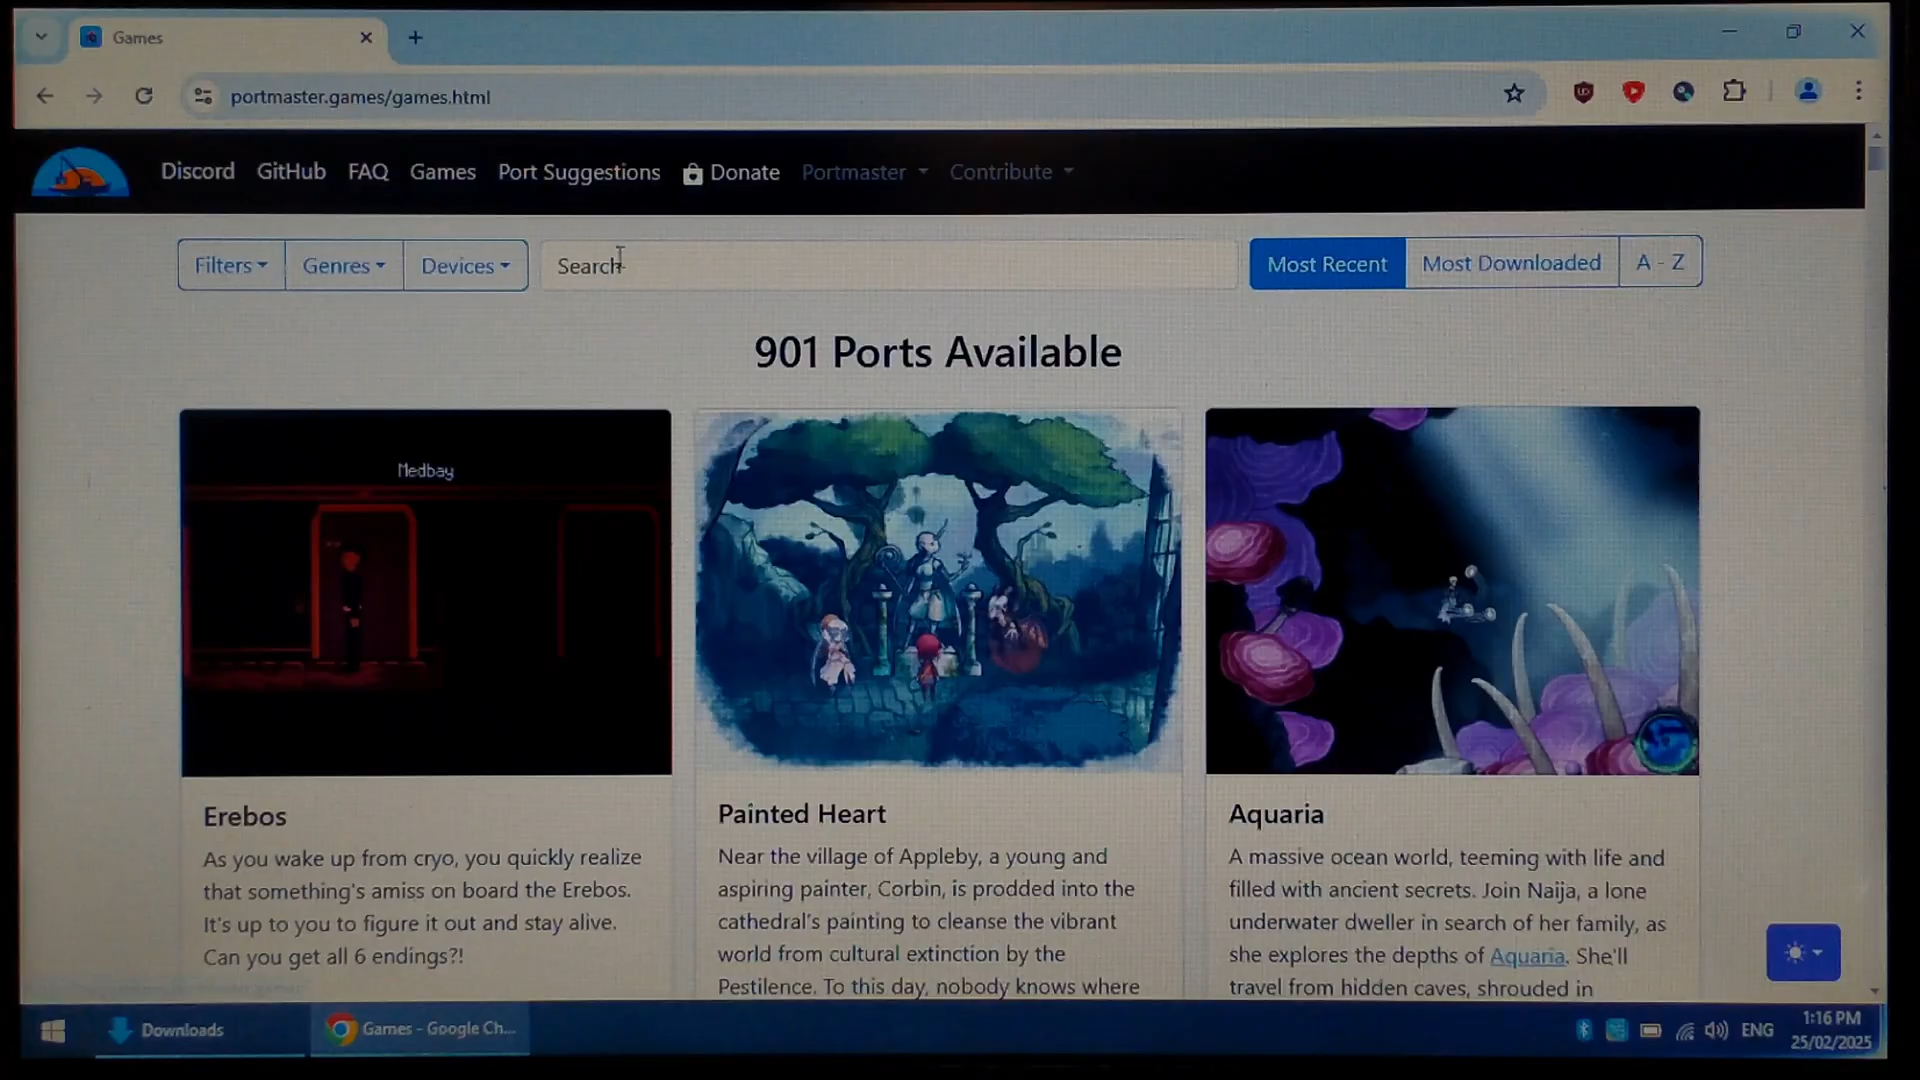 Games
portmaster.games/games.html
Discord GitHub FAQ Games Port Suggestions Donate Portmaster Contribute
Filters Genres Devices Search Most Recent Most Downloaded A - Z
901 Ports Available
Medbay
Erebos
As you wake up from cryo, you quickly realize
that something's amiss on board the Erebos.
It's up to you to figure it out and stay alive.
Can you get all 6 endings?!
Painted Heart
Near the village of Appleby, a young and
aspiring painter, Corbin, is prodded into the
cathedral's painting to cleanse the vibrant
world from cultural extinction by the
Pestilence. To this day, nobody knows where
Aquaria
A massive ocean world, teeming with life and
filled with ancient secrets. Join Naija, a lone
underwater dweller in search of her family, as
she explores the depths of Aquaria. She'll
travel from hidden caves, shrouded in
Downloads
Games - Google Ch...
ENG
1:16 PM
25/02/2025